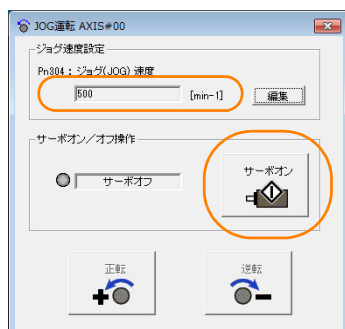 JOG運転 AXIS#00
ジョグ速度設定
Pn304 : ジョグ(JOG) 速度
500 [min-1] 編集
サーボオン／オフ操作
サーボオフ サーボオン
正転 逆転